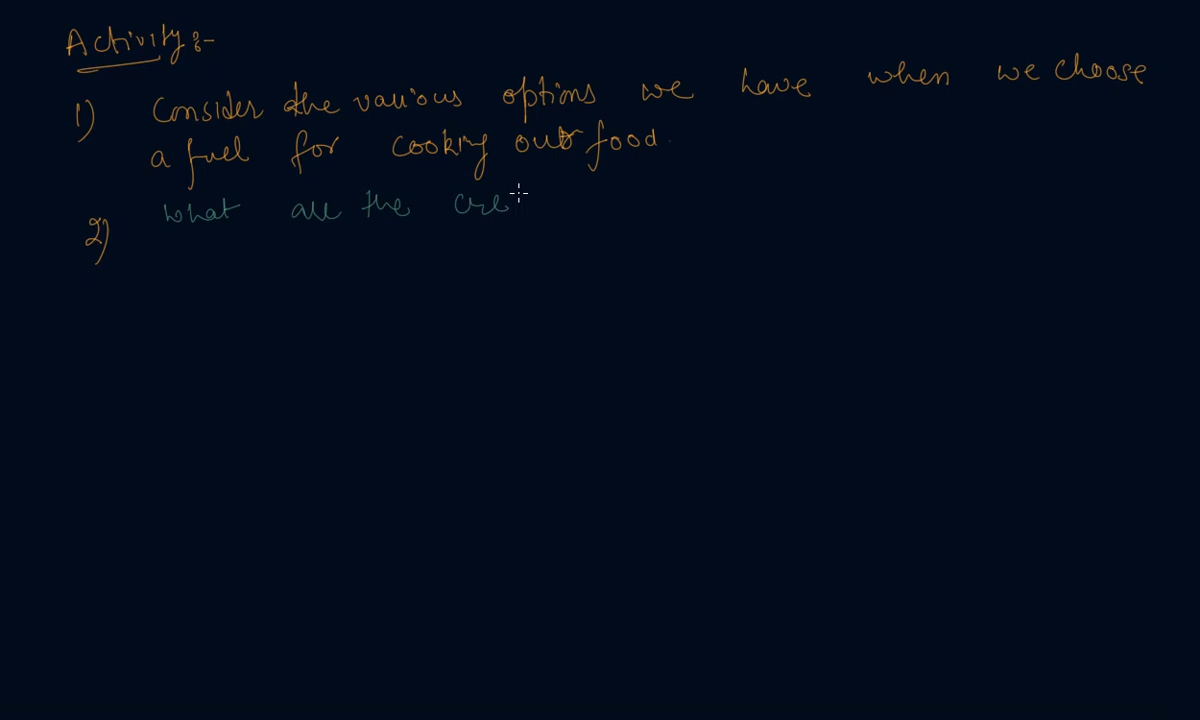 Activity :-
1) Consider the various options we have when we choose
a fuel for cooking our food.
2) What are the cre